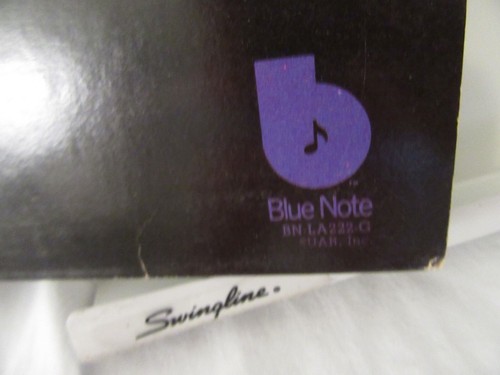 Blue Note
BN-LA222-G
Swingline